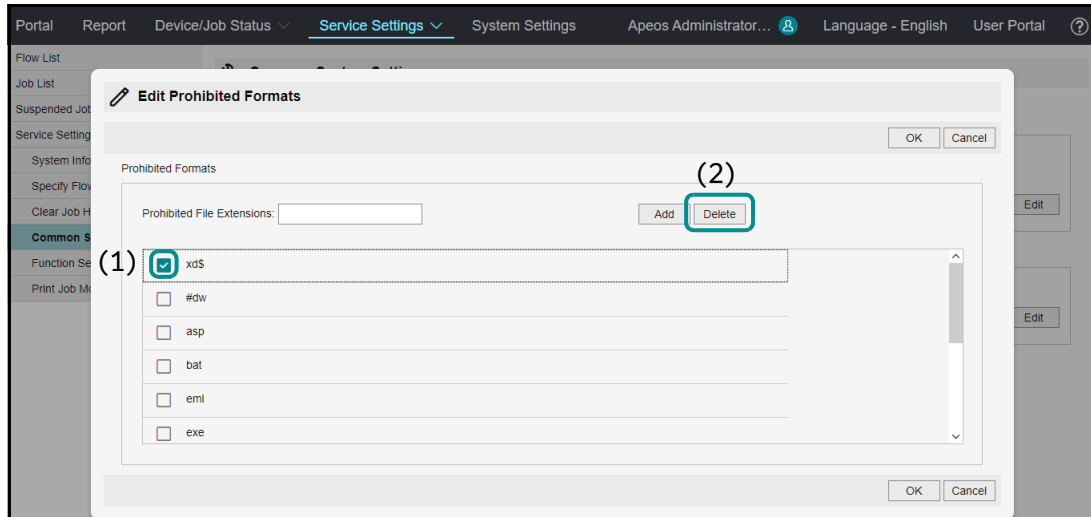 Portal Report Device/Job Status Service Settings System Settings Apeos Administrator... Language - English User Portal ?
Flow List
Job List
Suspended Job
Service Setting
System Info
Specify Flow
Clear Job H
Common S
Function Se
Print Job Mo
Edit Prohibited Formats
OK Cancel
Prohibited Formats
(2)
Prohibited File Extensions: Add Delete
(1)
xd$
#dw
asp
bat
eml
exe
OK Cancel
Edit
Edit